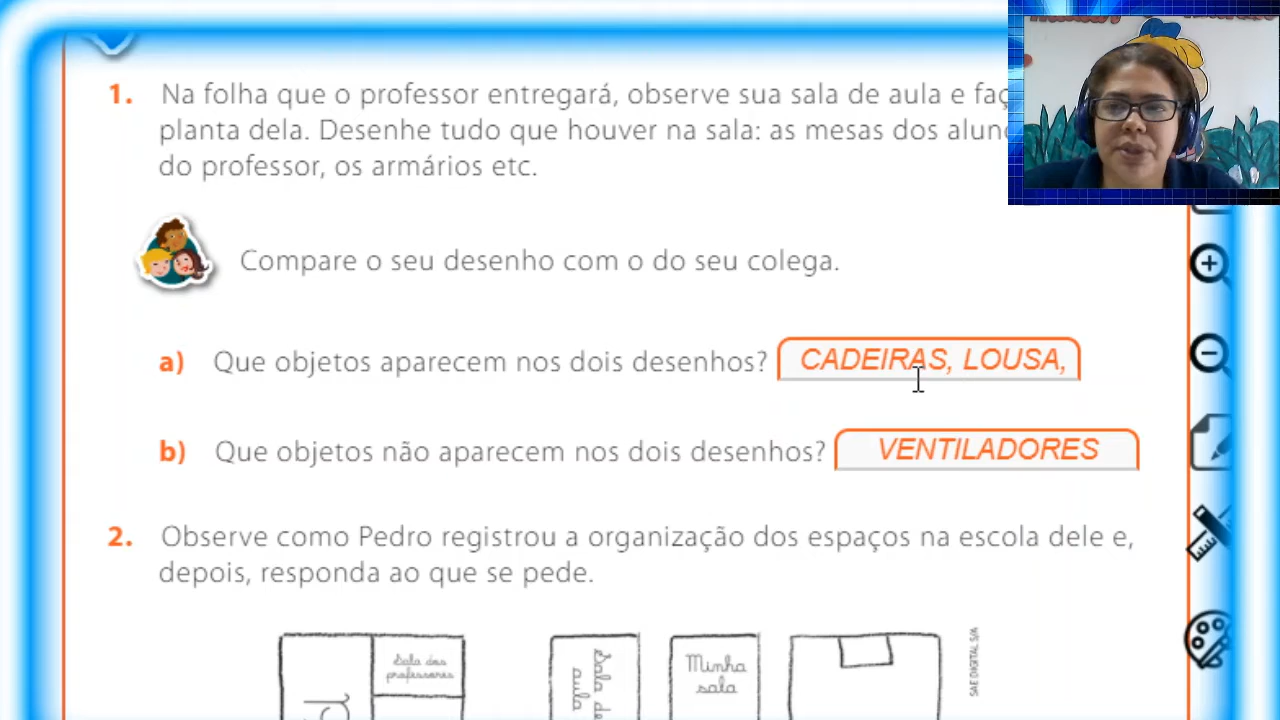 1. Na folha que o professor entregará, observe sua sala de aula e faç
planta dela. Desenhe tudo que houver na sala: as mesas dos alun
do professor, os armários etc.
Compare o seu desenho com o do seu colega.
a) Que objetos aparecem nos dois desenhos? CADEIRAS, LOUSA,
b) Que objetos não aparecem nos dois desenhos? VENTILADORES
2. Observe como Pedro registrou a organização dos espaços na escola dele e,
depois, responda ao que se pede.
Sala dos
professores
Sala de
aula
Minha
sala
SAE DIGITAL S/A